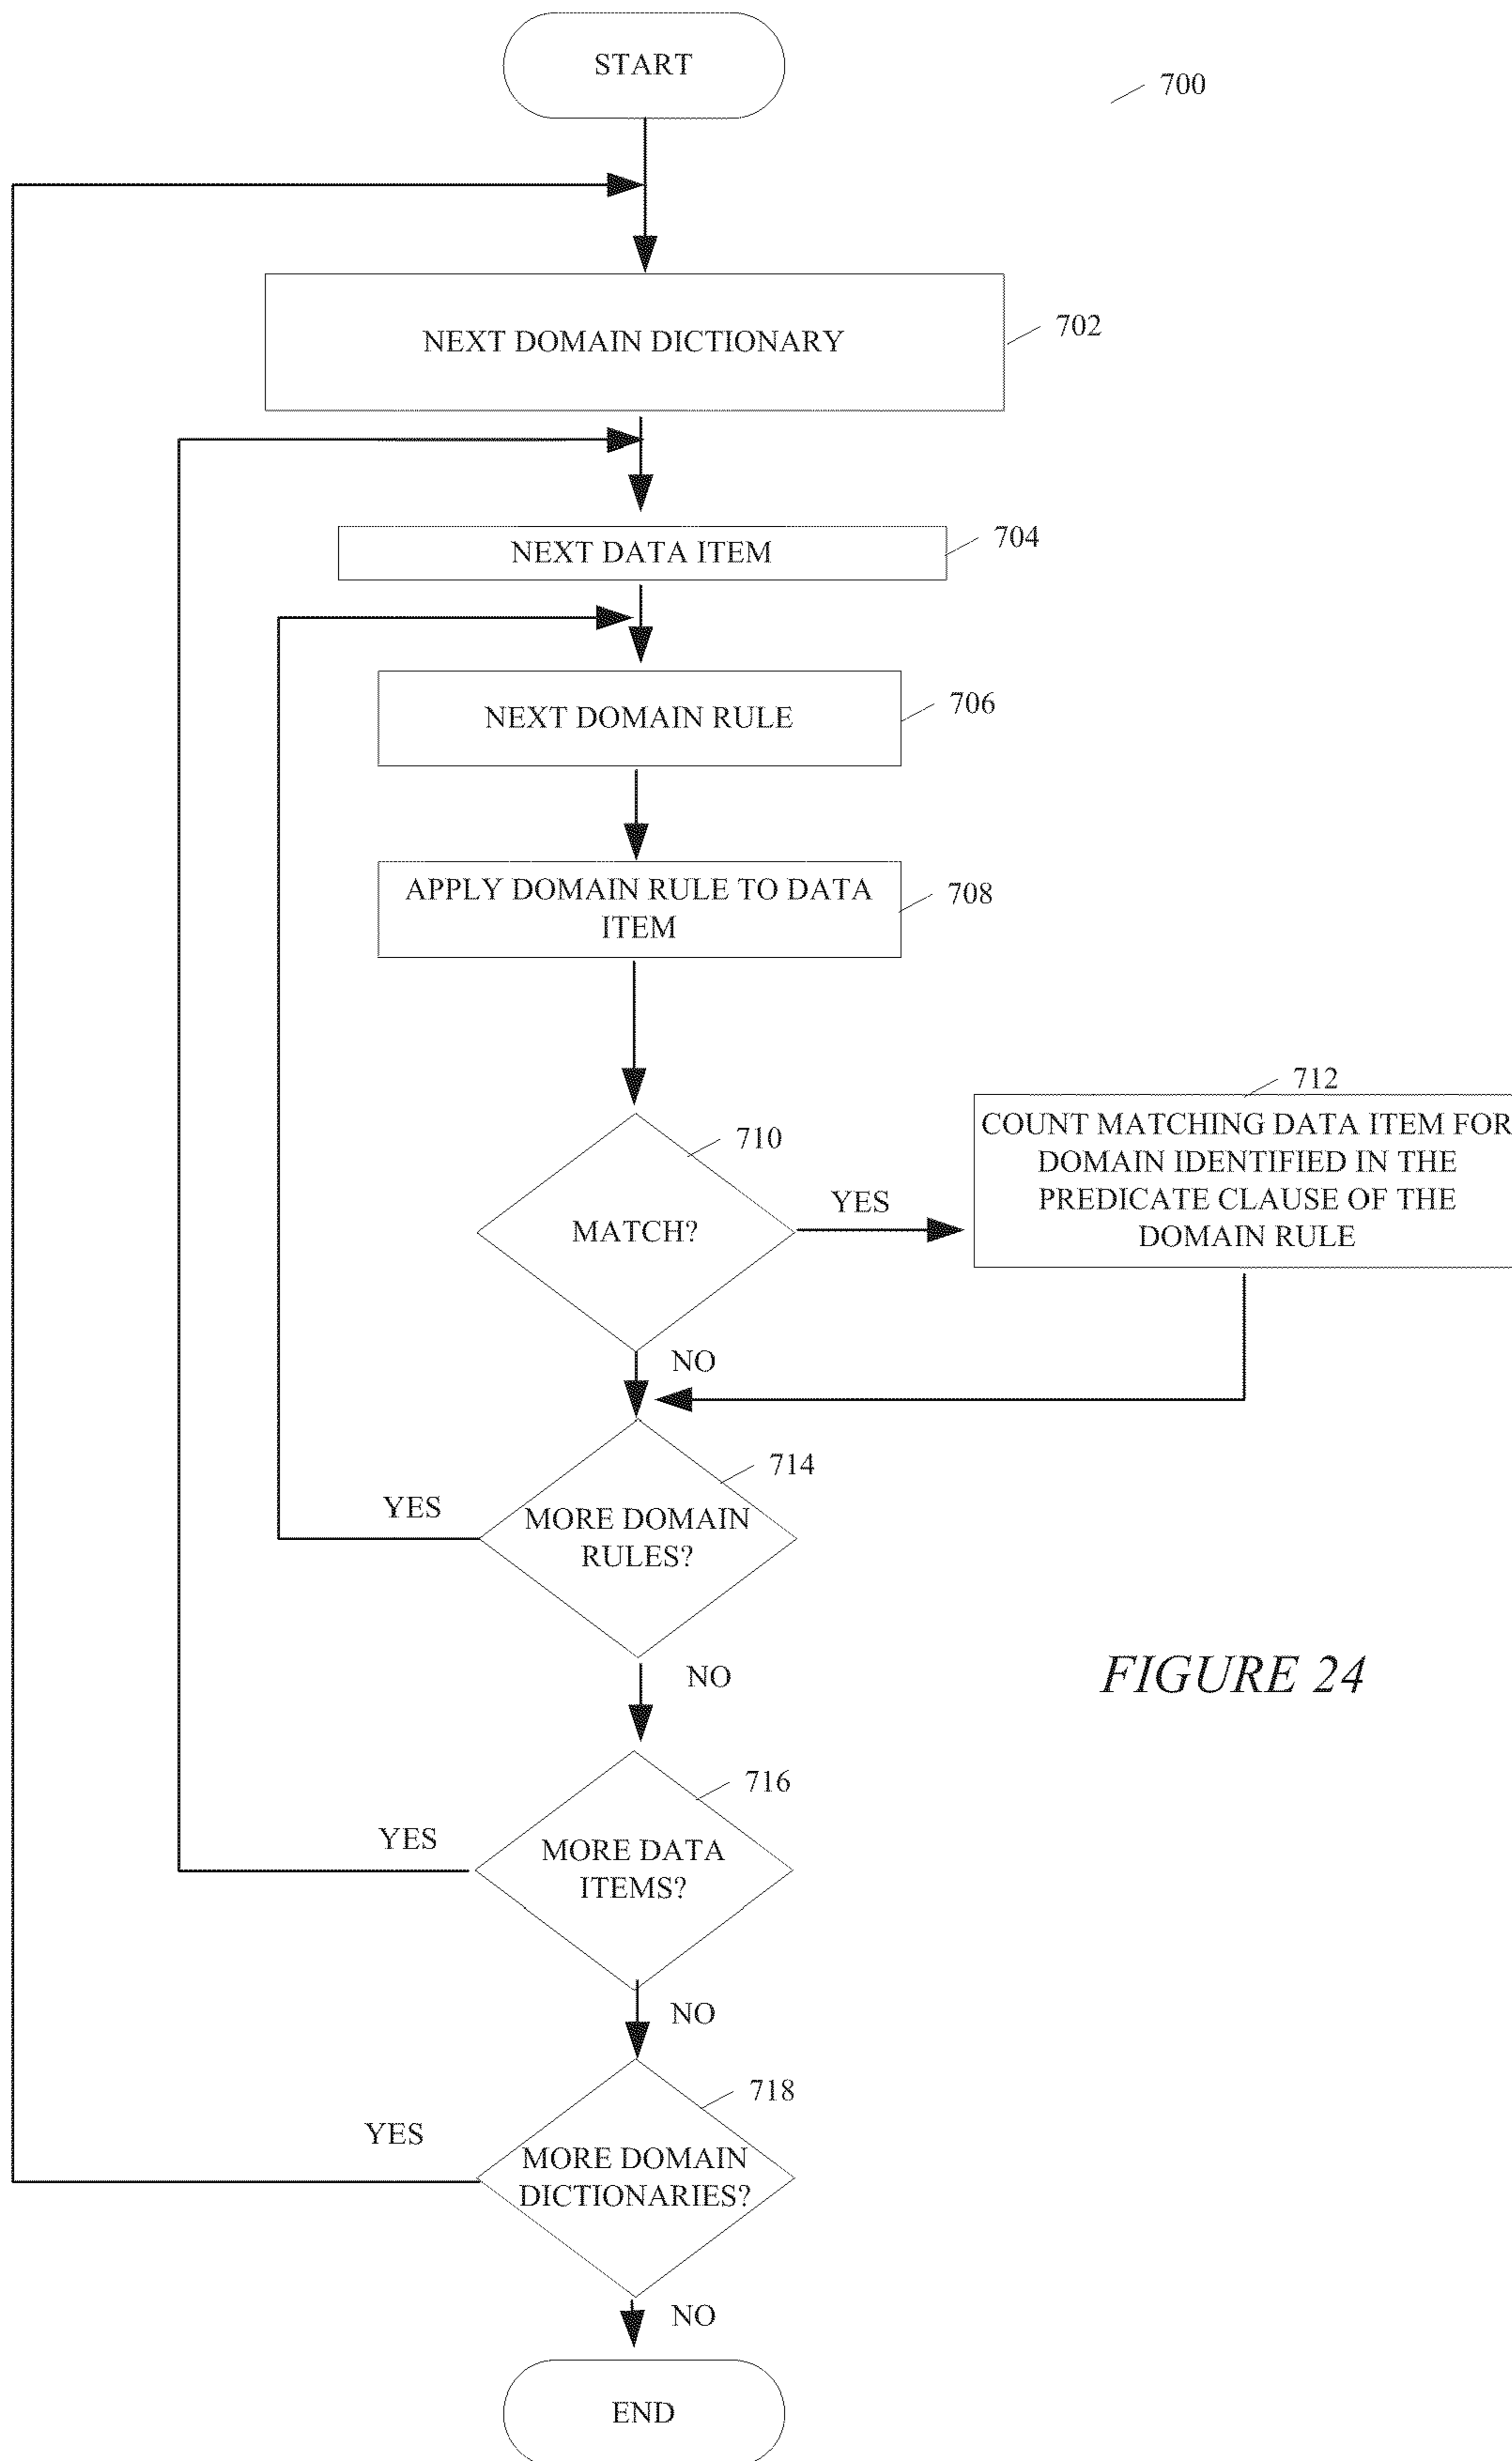 START
700
NEXT DOMAIN DICTIONARY
702
NEXT DATA ITEM
704
NEXT DOMAIN RULE
706
APPLY DOMAIN RULE TO DATA
ITEM
708
MATCH?
710
YES
712
COUNT MATCHING DATA ITEM FOR
DOMAIN IDENTIFIED IN THE
PREDICATE CLAUSE OF THE
DOMAIN RULE
NO
714
YES
MORE DOMAIN
RULES?
NO
FIGURE 24
716
YES
MORE DATA
ITEMS?
NO
718
YES
MORE DOMAIN
DICTIONARIES?
NO
END